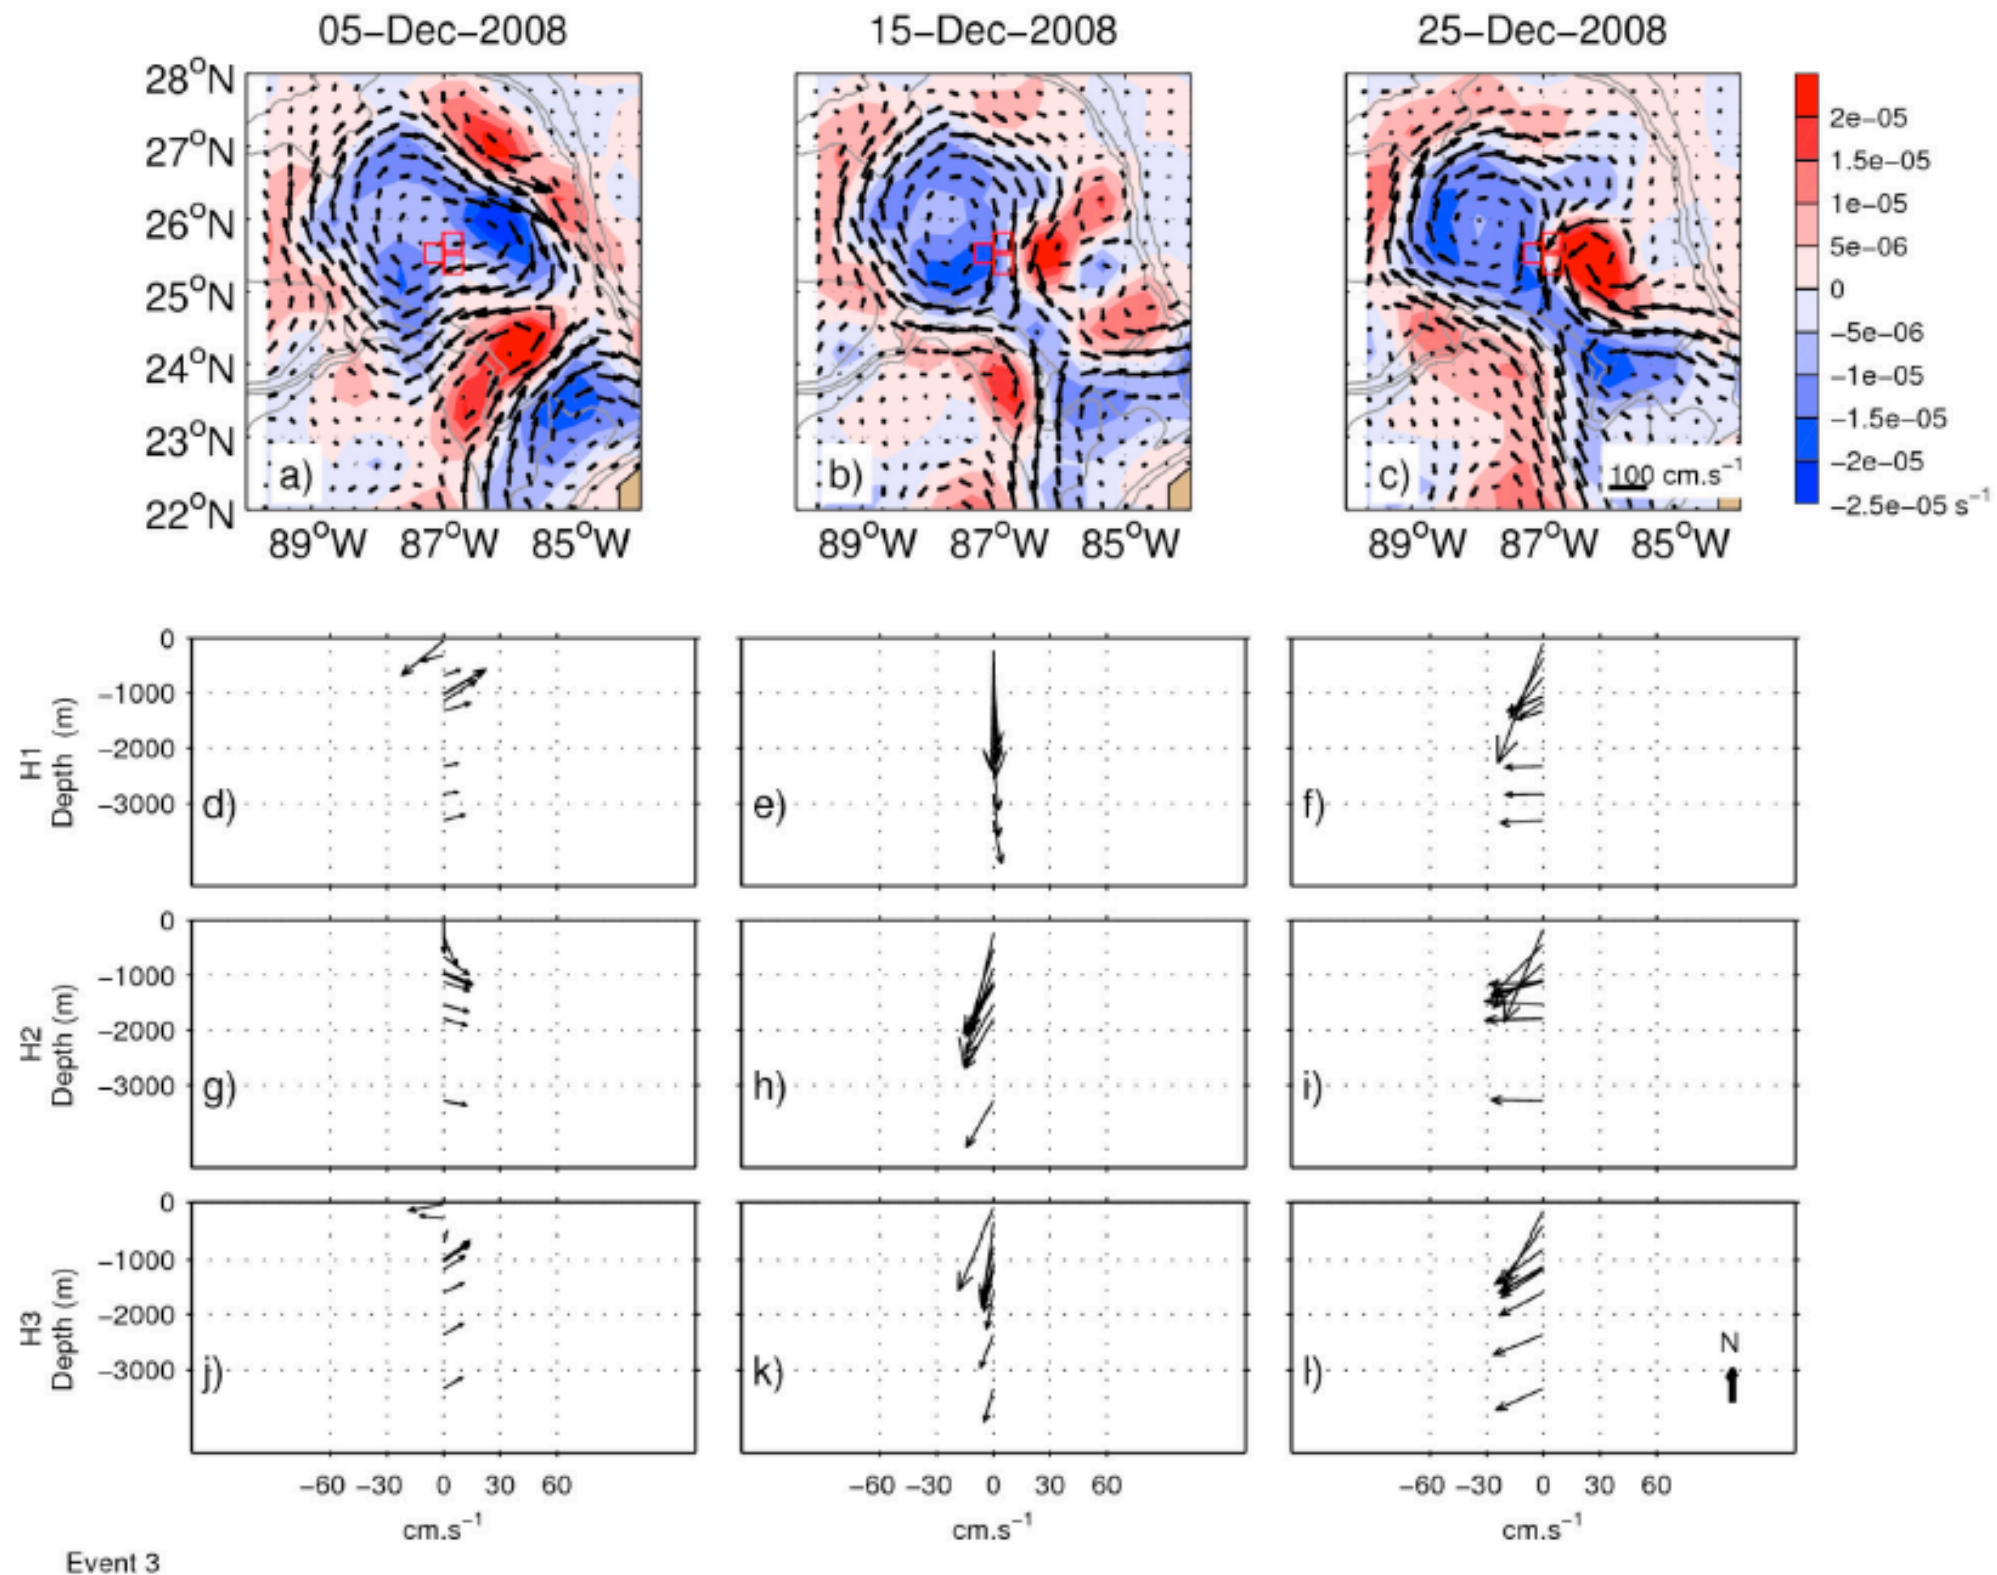 05-Dec-2008 15-Dec-2008 25-Dec-2008
28°N
27°N
26°N
25°N
24°N
23°N
22°N
a) b) c)
100 cm.s⁻¹
89°W 87°W 85°W 89°W 87°W 85°W 89°W 87°W 85°W
2e-05
1.5e-05
1e-05
5e-06
0
-5e-06
-1e-05
-1.5e-05
-2e-05
-2.5e-05 s⁻¹
H1
Depth (m)
0
-1000
-2000
-3000
d) e) f)
H2
Depth (m)
0
-1000
-2000
-3000
g) h) i)
H3
Depth (m)
0
-1000
-2000
-3000
j) k) l)
N
-60 -30 0 30 60 -60 -30 0 30 60 -60 -30 0 30 60
cm.s⁻¹ cm.s⁻¹ cm.s⁻¹
Event 3